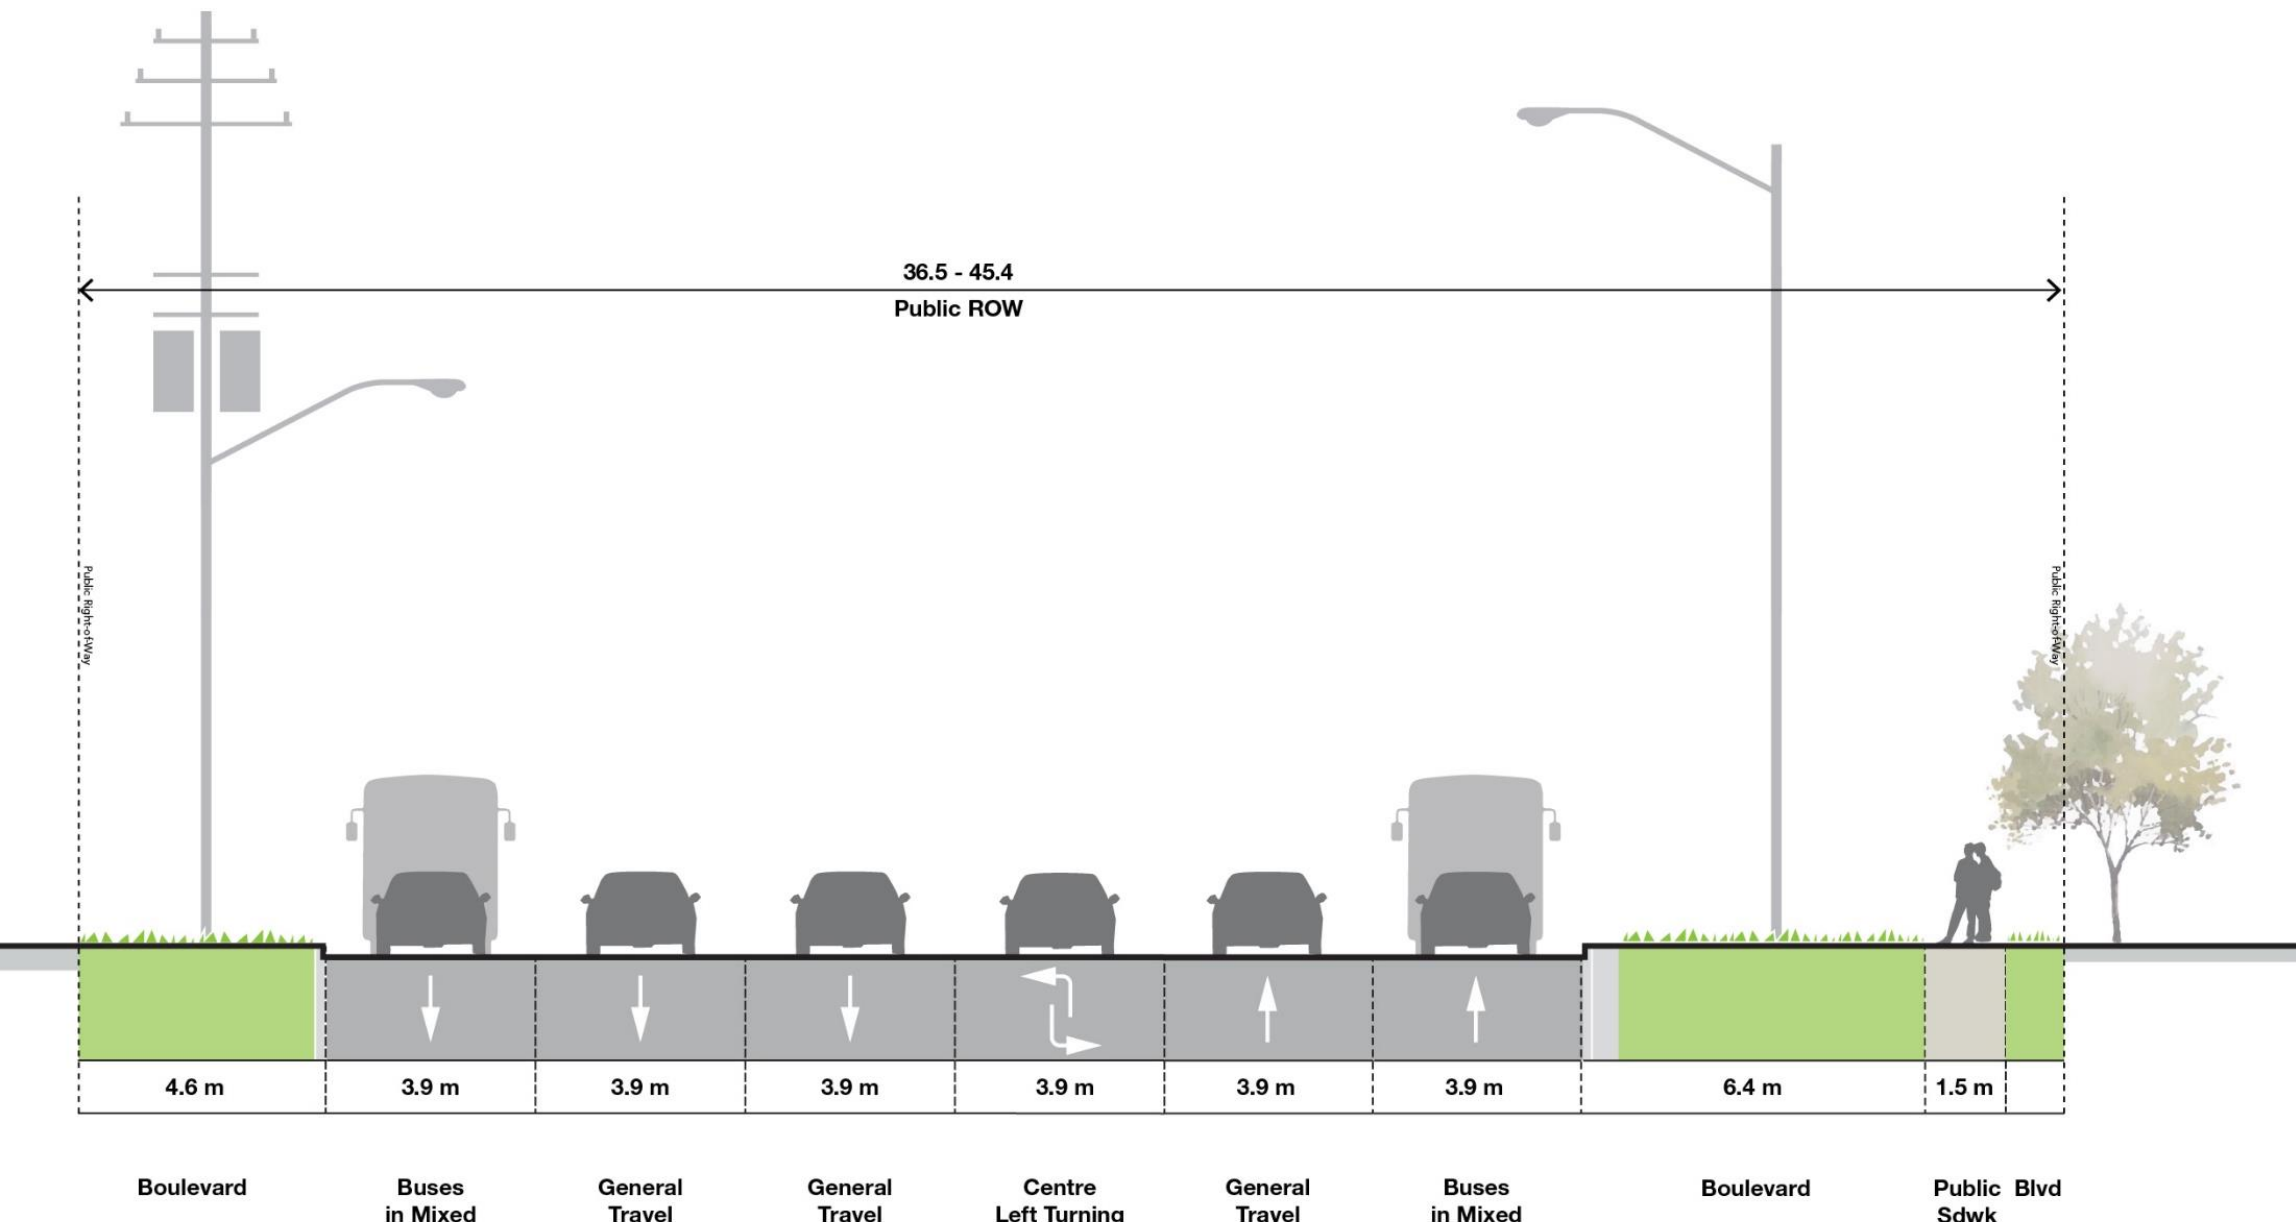 36.5 - 45.4
Public ROW
Public Right-of-Way
Public Right-of-Way
4.6 m
3.9 m
3.9 m
3.9 m
3.9 m
3.9 m
3.9 m
6.4 m
1.5 m
Boulevard
Buses
in Mixed
General
Travel
General
Travel
Centre
Left Turning
General
Travel
Buses
in Mixed
Boulevard
Public
Sdwk
Blvd